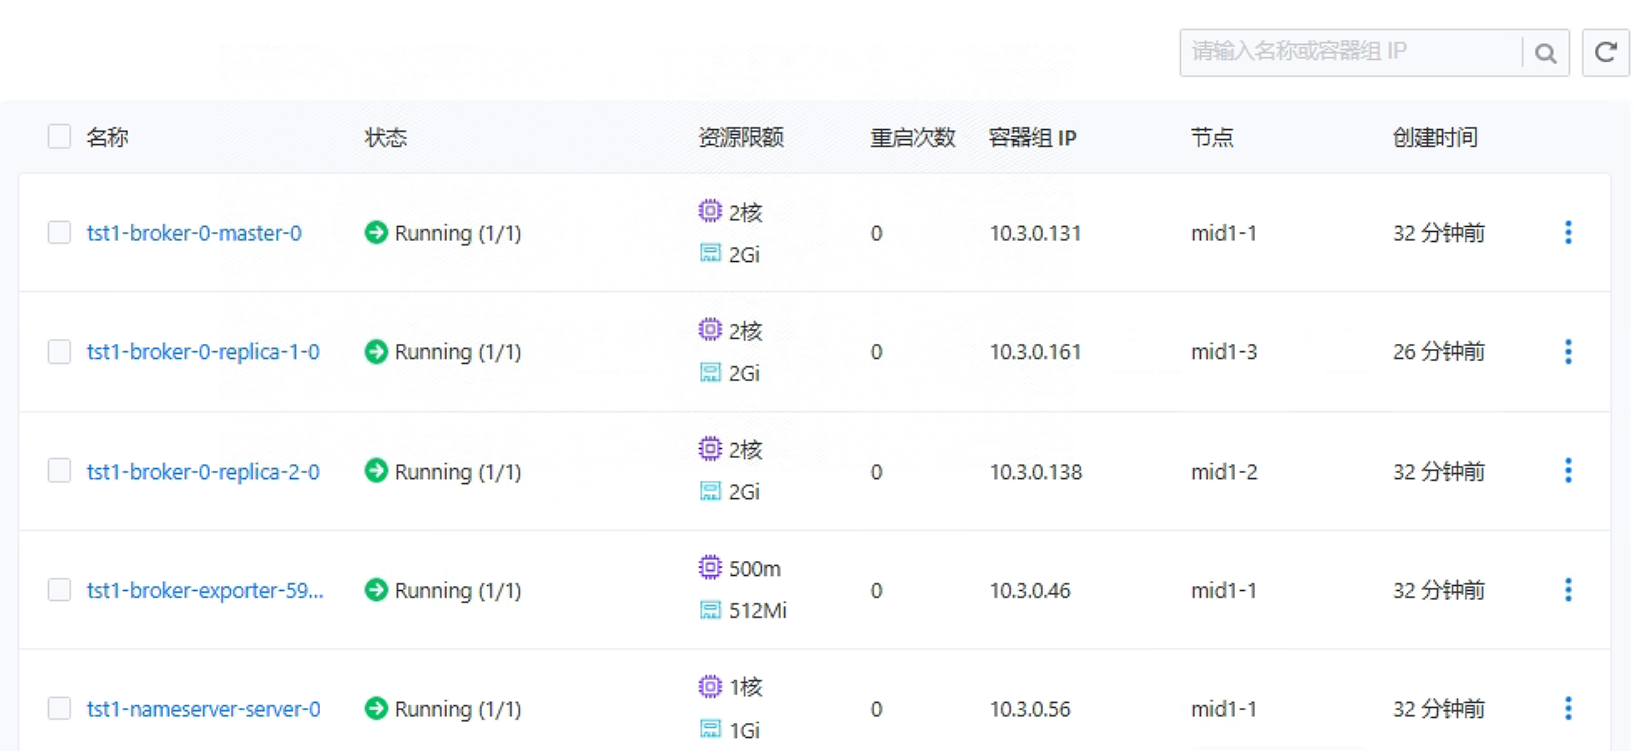 请输入名称或容器组 IP
名称 状态 资源限额 重启次数 容器组 IP 节点 创建时间
tst1-broker-0-master-0 Running (1/1) 2核 2Gi 0 10.3.0.131 mid1-1 32 分钟前
tst1-broker-0-replica-1-0 Running (1/1) 2核 2Gi 0 10.3.0.161 mid1-3 26 分钟前
tst1-broker-0-replica-2-0 Running (1/1) 2核 2Gi 0 10.3.0.138 mid1-2 32 分钟前
tst1-broker-exporter-59... Running (1/1) 500m 512Mi 0 10.3.0.46 mid1-1 32 分钟前
tst1-nameserver-server-0 Running (1/1) 1核 1Gi 0 10.3.0.56 mid1-1 32 分钟前